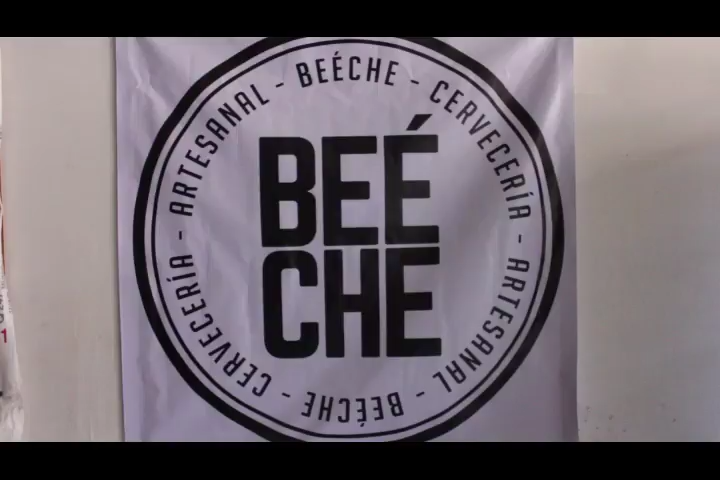 BEÉCHE - CERVECERÍA - ARTESANAL - BEÉCHE - CERVECERÍA - ARTESANAL -
BEÉ
CHE